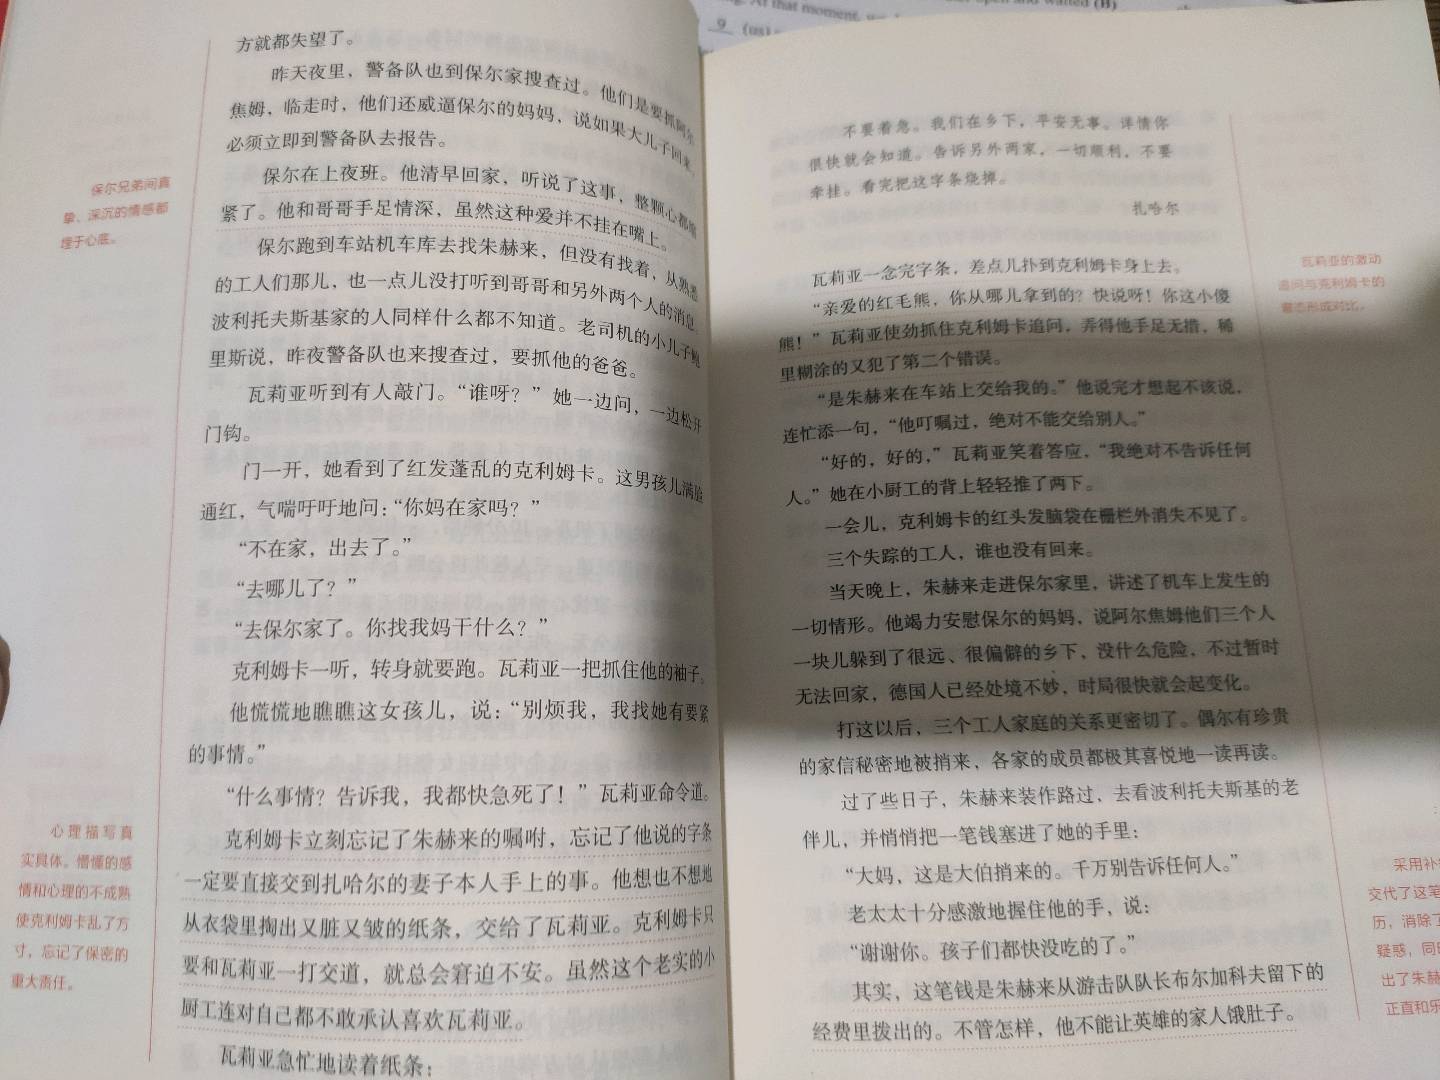 方就都失望了。
昨天夜里，警备队也到保尔家搜查过。他们是要抓阿尔
焦姆，临走时，他们还威逼保尔的妈妈，说如果大儿子回来，
必须立即到警备队去报告。
保尔在上夜班。他清早回家，听说了这事，整颗心都缩
紧了。他和哥哥手足情深，虽然这种爱并不挂在嘴上。
保尔跑到车站机车库去找朱赫来，但没有找着，从熟悉
的工人们那儿，也一点儿没打听到哥哥和另外两个人的消息。
波利托夫斯基家的人同样什么都不知道。老司机的小儿子鲍
里斯说，昨夜警备队也来搜查过，要抓他的爸爸。
瓦莉亚听到有人敲门。“谁呀？”她一边问，一边松开
门钩。
门一开，她看到了红发蓬乱的克利姆卡。这男孩儿满脸
通红，气喘吁吁地问：“你妈在家吗？”
“不在家，出去了。”
“去哪儿了？”
“去保尔家了。你找我妈干什么？”
克利姆卡一听，转身就要跑。瓦莉亚一把抓住他的袖子。
他慌慌地瞧瞧这女孩儿，说：“别烦我，我找她有要紧
的事情。”
“什么事情？告诉我，我都快急死了！”瓦莉亚命令道。
克利姆卡立刻忘记了朱赫来的嘱咐，忘记了他说的字条
一定要直接交到扎哈尔的妻子本人手上的事。他想也不想地
从衣袋里掏出又脏又皱的纸条，交给了瓦莉亚。克利姆卡只
要和瓦莉亚一打交道，就总会窘迫不安。虽然这个老实的小
厨工连对自己都不敢承认喜欢瓦莉亚。
瓦莉亚急忙地读着纸条：
保尔兄弟间真
挚、深沉的情感都
埋于心底。
心理描写真
实具体。懵懂的感
情和心理的不成熟
使克利姆卡乱了方
寸，忘记了保密的
重大责任。
不要着急。我们在乡下，平安无事。详情你
很快就会知道。告诉另外两家，一切顺利，不要
牵挂。看完把这字条烧掉。
扎哈尔
瓦莉亚一念完字条，差点儿扑到克利姆卡身上去。
“亲爱的红毛熊，你从哪儿拿到的？快说呀！你这小傻
熊！”瓦莉亚使劲抓住克利姆卡追问，弄得他手足无措，稀
里糊涂的又犯了第二个错误。
“是朱赫来在车站上交给我的。”他说完才想起不该说，
连忙添一句，“他叮嘱过，绝对不能交给别人。”
“好的，好的，”瓦莉亚笑着答应，“我绝对不告诉任何
人。”她在小厨工的背上轻轻推了两下。
一会儿，克利姆卡的红头发脑袋在栅栏外消失不见了。
三个失踪的工人，谁也没有回来。
当天晚上，朱赫来走进保尔家里，讲述了机车上发生的
一切情形。他竭力安慰保尔的妈妈，说阿尔焦姆他们三个人
一块儿躲到了很远、很偏僻的乡下，没什么危险，不过暂时
无法回家，德国人已经处境不妙，时局很快就会起变化。
打这以后，三个工人家庭的关系更密切了。偶尔有珍贵
的家信秘密地被捎来，各家的成员都极其喜悦地一读再读。
过了些日子，朱赫来装作路过，去看波利托夫斯基的老
伴儿，并悄悄把一笔钱塞进了她的手里：
“大妈，这是大伯捎来的。千万别告诉任何人。”
老太太十分感激地握住他的手，说：
“谢谢你。孩子们都快没吃的了。”
其实，这笔钱是朱赫来从游击队队长布尔加科夫留下的
经费里拨出的。不管怎样，他不能让英雄的家人饿肚子。
瓦莉亚的激动
追问与克利姆卡的
窘态形成对比。
采用补
交代了这笔
历，消除了
疑惑，同
出了朱赫
正直和乐
At that moment, we
open and waited (B)
9 (us)